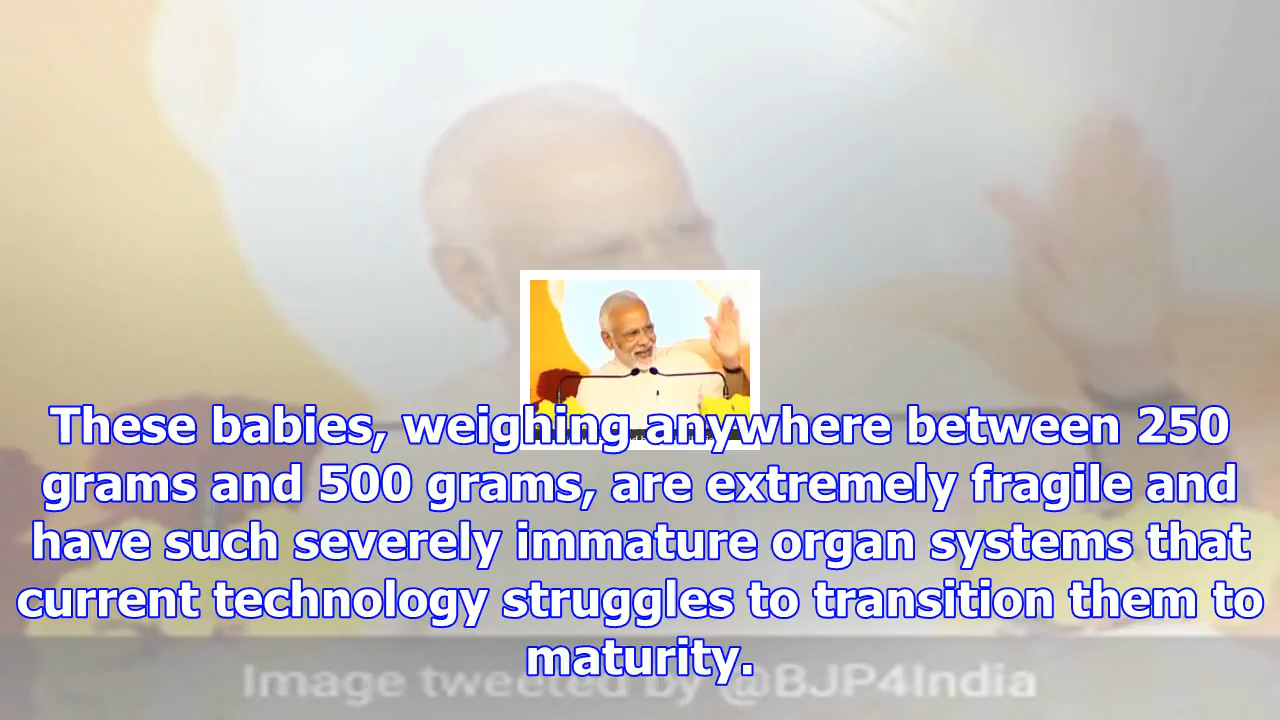 These babies, weighing anywhere between 250
grams and 500 grams, are extremely fragile and
have such severely immature organ systems that
current technology struggles to transition them to
maturity.
Image tweeted by @BJP4India